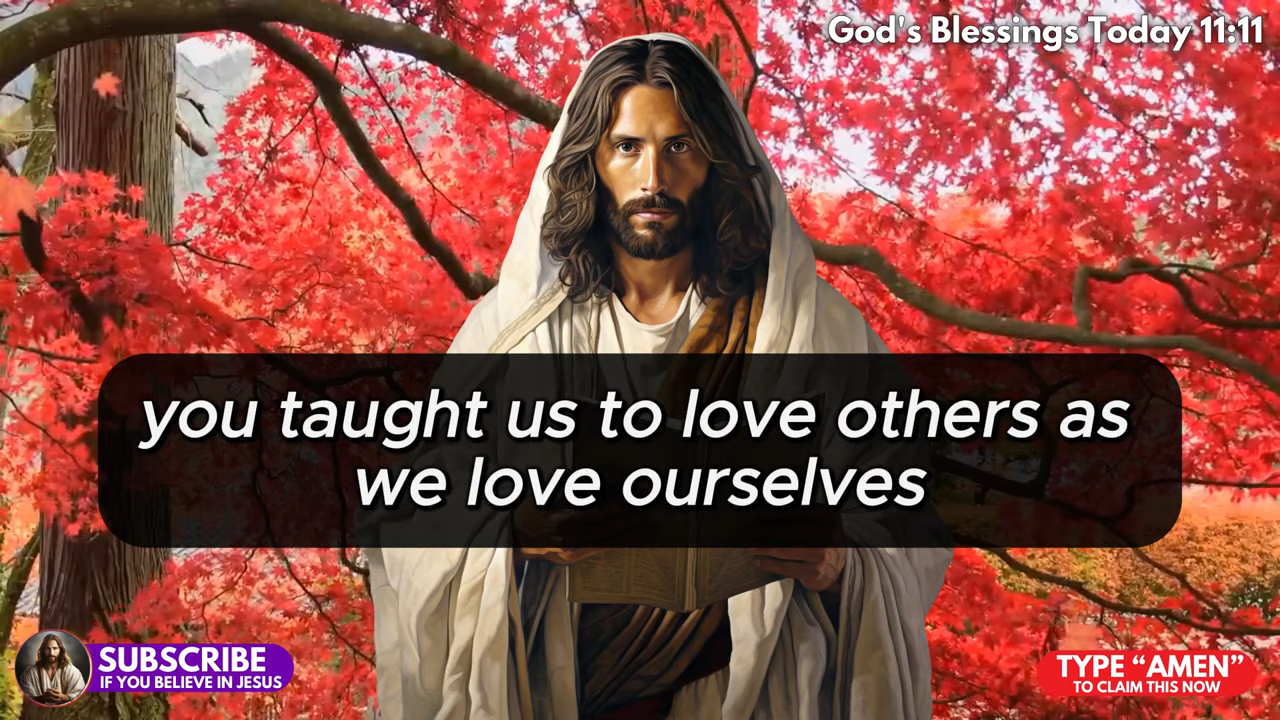 God's Blessings Today 11:11
you taught us to love others as
we love ourselves
SUBSCRIBE
IF YOU BELIEVE IN JESUS
TYPE “AMEN”
TO CLAIM THIS NOW